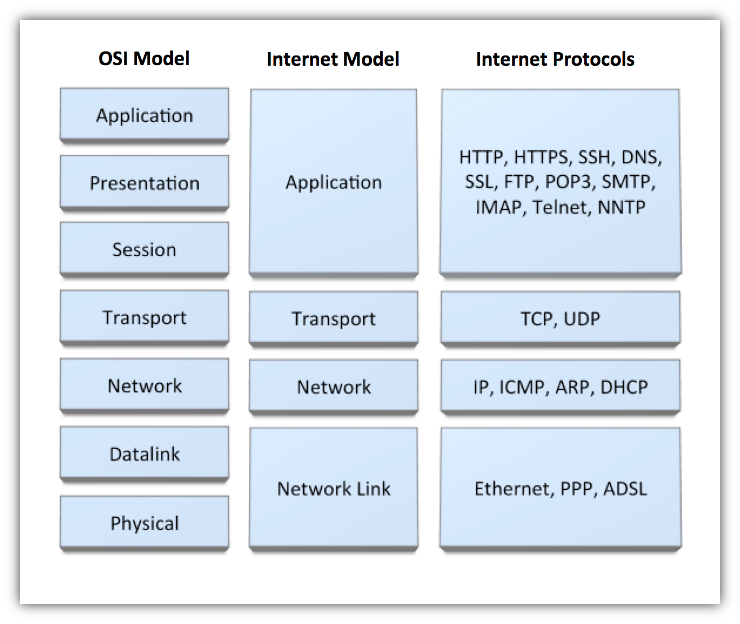 OSI Model
Internet Model
Internet Protocols
Application
Presentation
Session
Transport
Network
Datalink
Physical
Application
Transport
Network
Network Link
HTTP, HTTPS, SSH, DNS,
SSL, FTP, POP3, SMTP,
IMAP, Telnet, NNTP
TCP, UDP
IP, ICMP, ARP, DHCP
Ethernet, PPP, ADSL